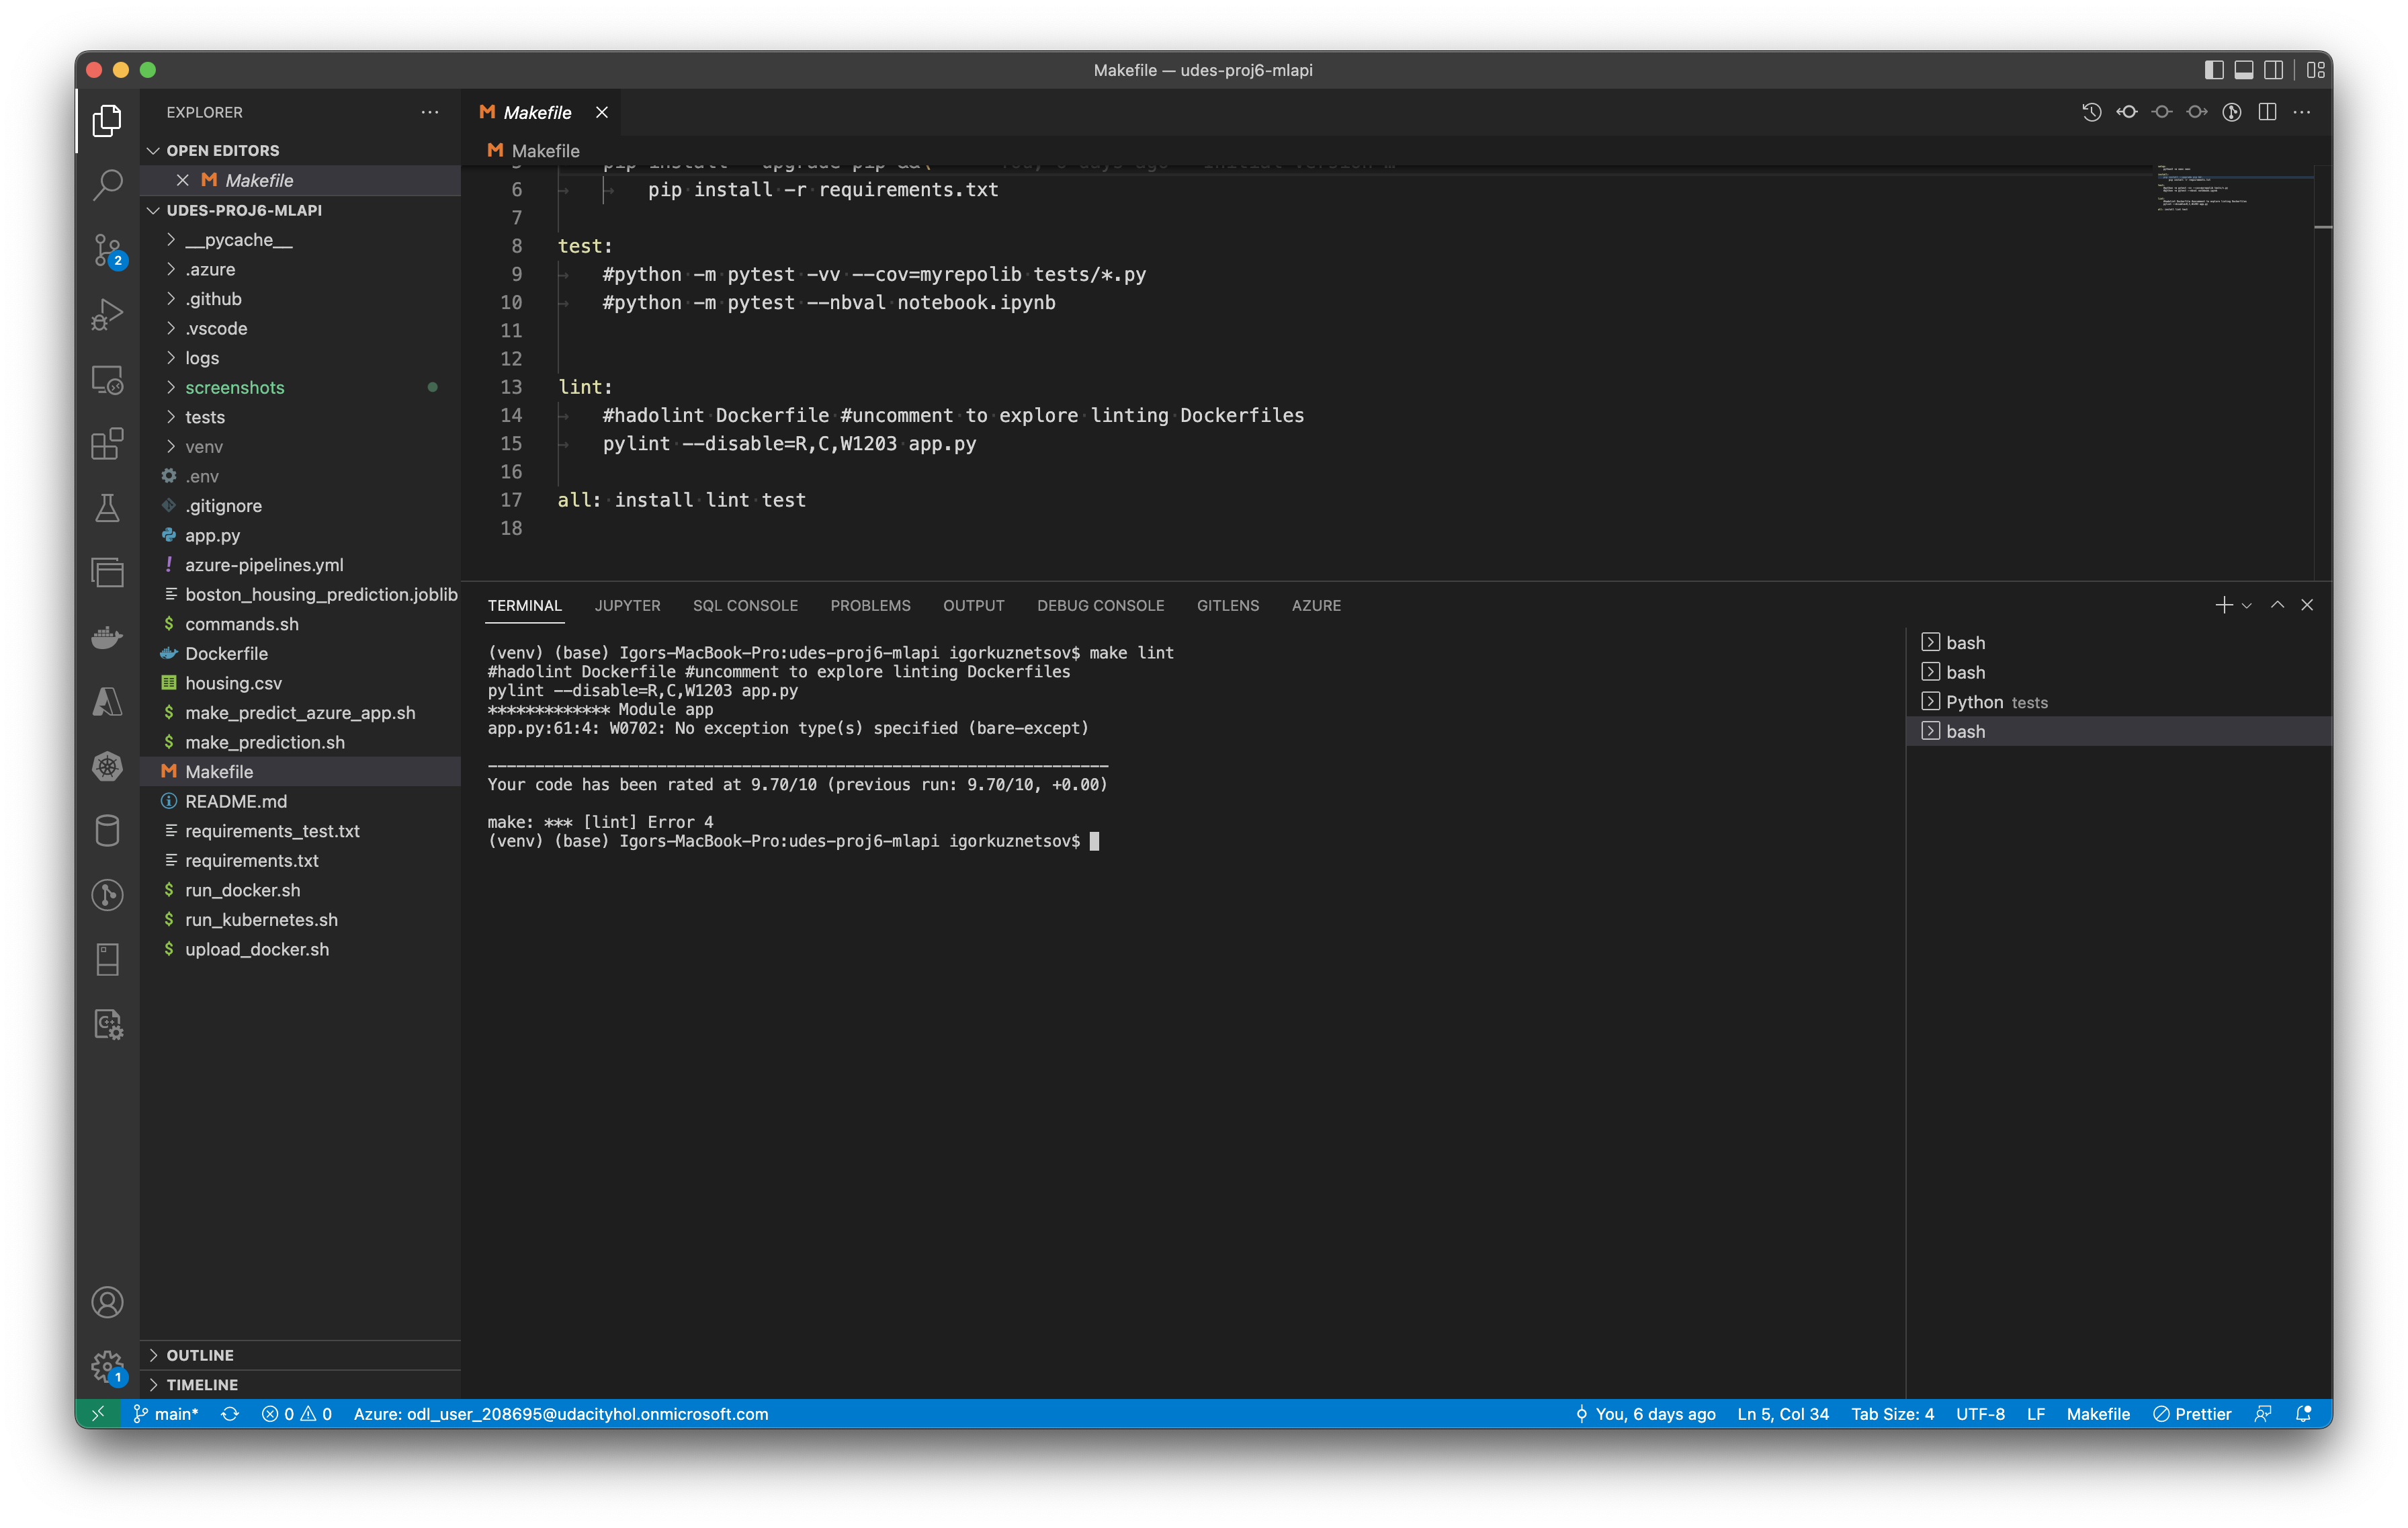 Makefile — udes-proj6-mlapi
EXPLORER
OPEN EDITORS
Makefile
UDES-PROJ6-MLAPI
__pycache__
.azure
.github
.vscode
logs
screenshots
tests
venv
.env
.gitignore
app.py
azure-pipelines.yml
boston_housing_prediction.joblib
commands.sh
Dockerfile
housing.csv
make_predict_azure_app.sh
make_prediction.sh
Makefile
README.md
requirements_test.txt
requirements.txt
run_docker.sh
run_kubernetes.sh
upload_docker.sh
OUTLINE
TIMELINE
2
1
Makefile
Makefile
6 pip install -r requirements.txt
7
8 test:
9 #python -m pytest -vv --cov=myrepolib tests/*.py
10 #python -m pytest --nbval notebook.ipynb
11
12
13 lint:
14 #hadolint Dockerfile #uncomment to explore linting Dockerfiles
15 pylint --disable=R,C,W1203 app.py
16
17 all: install lint test
18
TERMINAL JUPYTER SQL CONSOLE PROBLEMS OUTPUT DEBUG CONSOLE GITLENS AZURE
(venv) (base) Igors-MacBook-Pro:udes-proj6-mlapi igorkuznetsov$ make lint
#hadolint Dockerfile #uncomment to explore linting Dockerfiles
pylint --disable=R,C,W1203 app.py
************* Module app
app.py:61:4: W0702: No exception type(s) specified (bare-except)
------------------------------------------------------------------
Your code has been rated at 9.70/10 (previous run: 9.70/10, +0.00)
make: *** [lint] Error 4
(venv) (base) Igors-MacBook-Pro:udes-proj6-mlapi igorkuznetsov$
bash
bash
Python tests
bash
main* 0 0 Azure: odl_user_208695@udacityhol.onmicrosoft.com You, 6 days ago Ln 5, Col 34 Tab Size: 4 UTF-8 LF Makefile Prettier